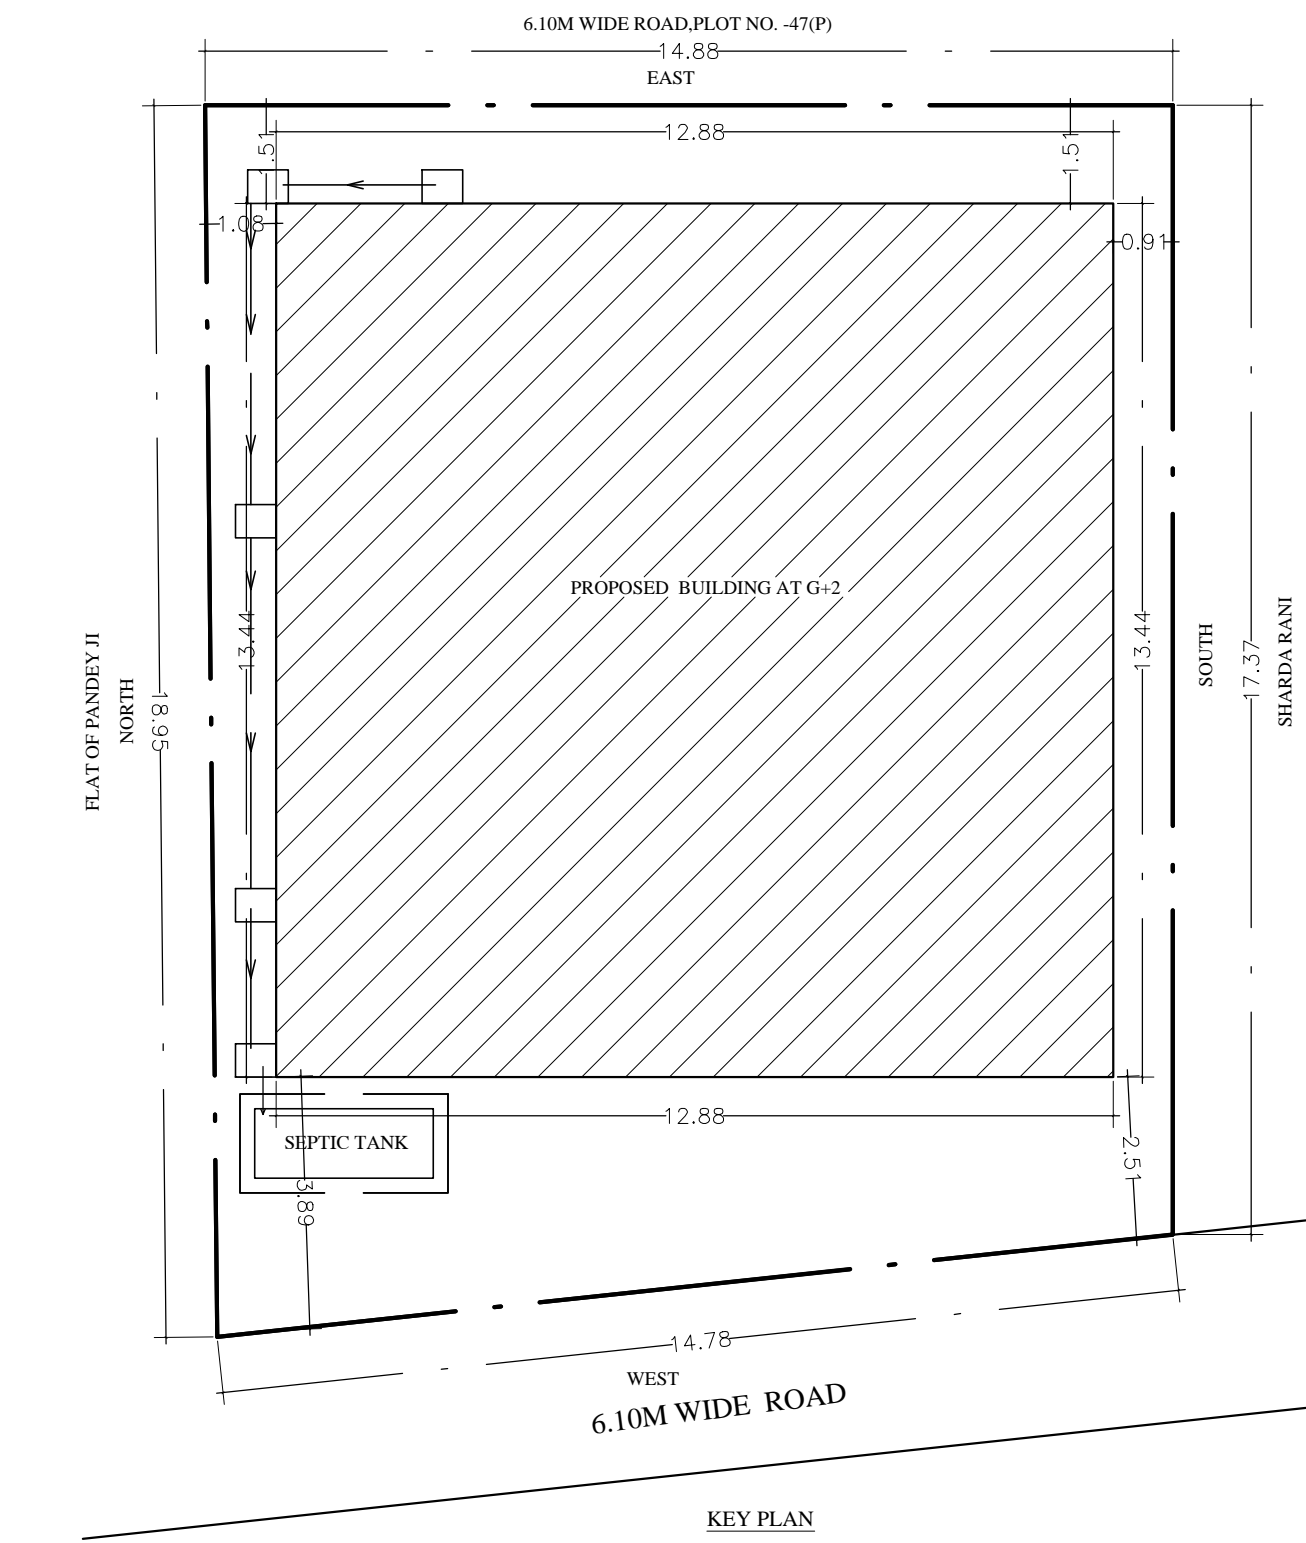 6.10M WIDE ROAD,PLOT NO. -47(P)
14.88
EAST
12.88
1.51
1.51
1.08
0.91
PROPOSED BUILDING AT G+2
FLAT OF PANDEY JI
NORTH
18.95
13.44
13.44
SOUTH
17.37
SHARDA RANI
12.88
SEPTIC TANK
3.89
2.51
14.78
WEST
6.10M WIDE ROAD
KEY PLAN